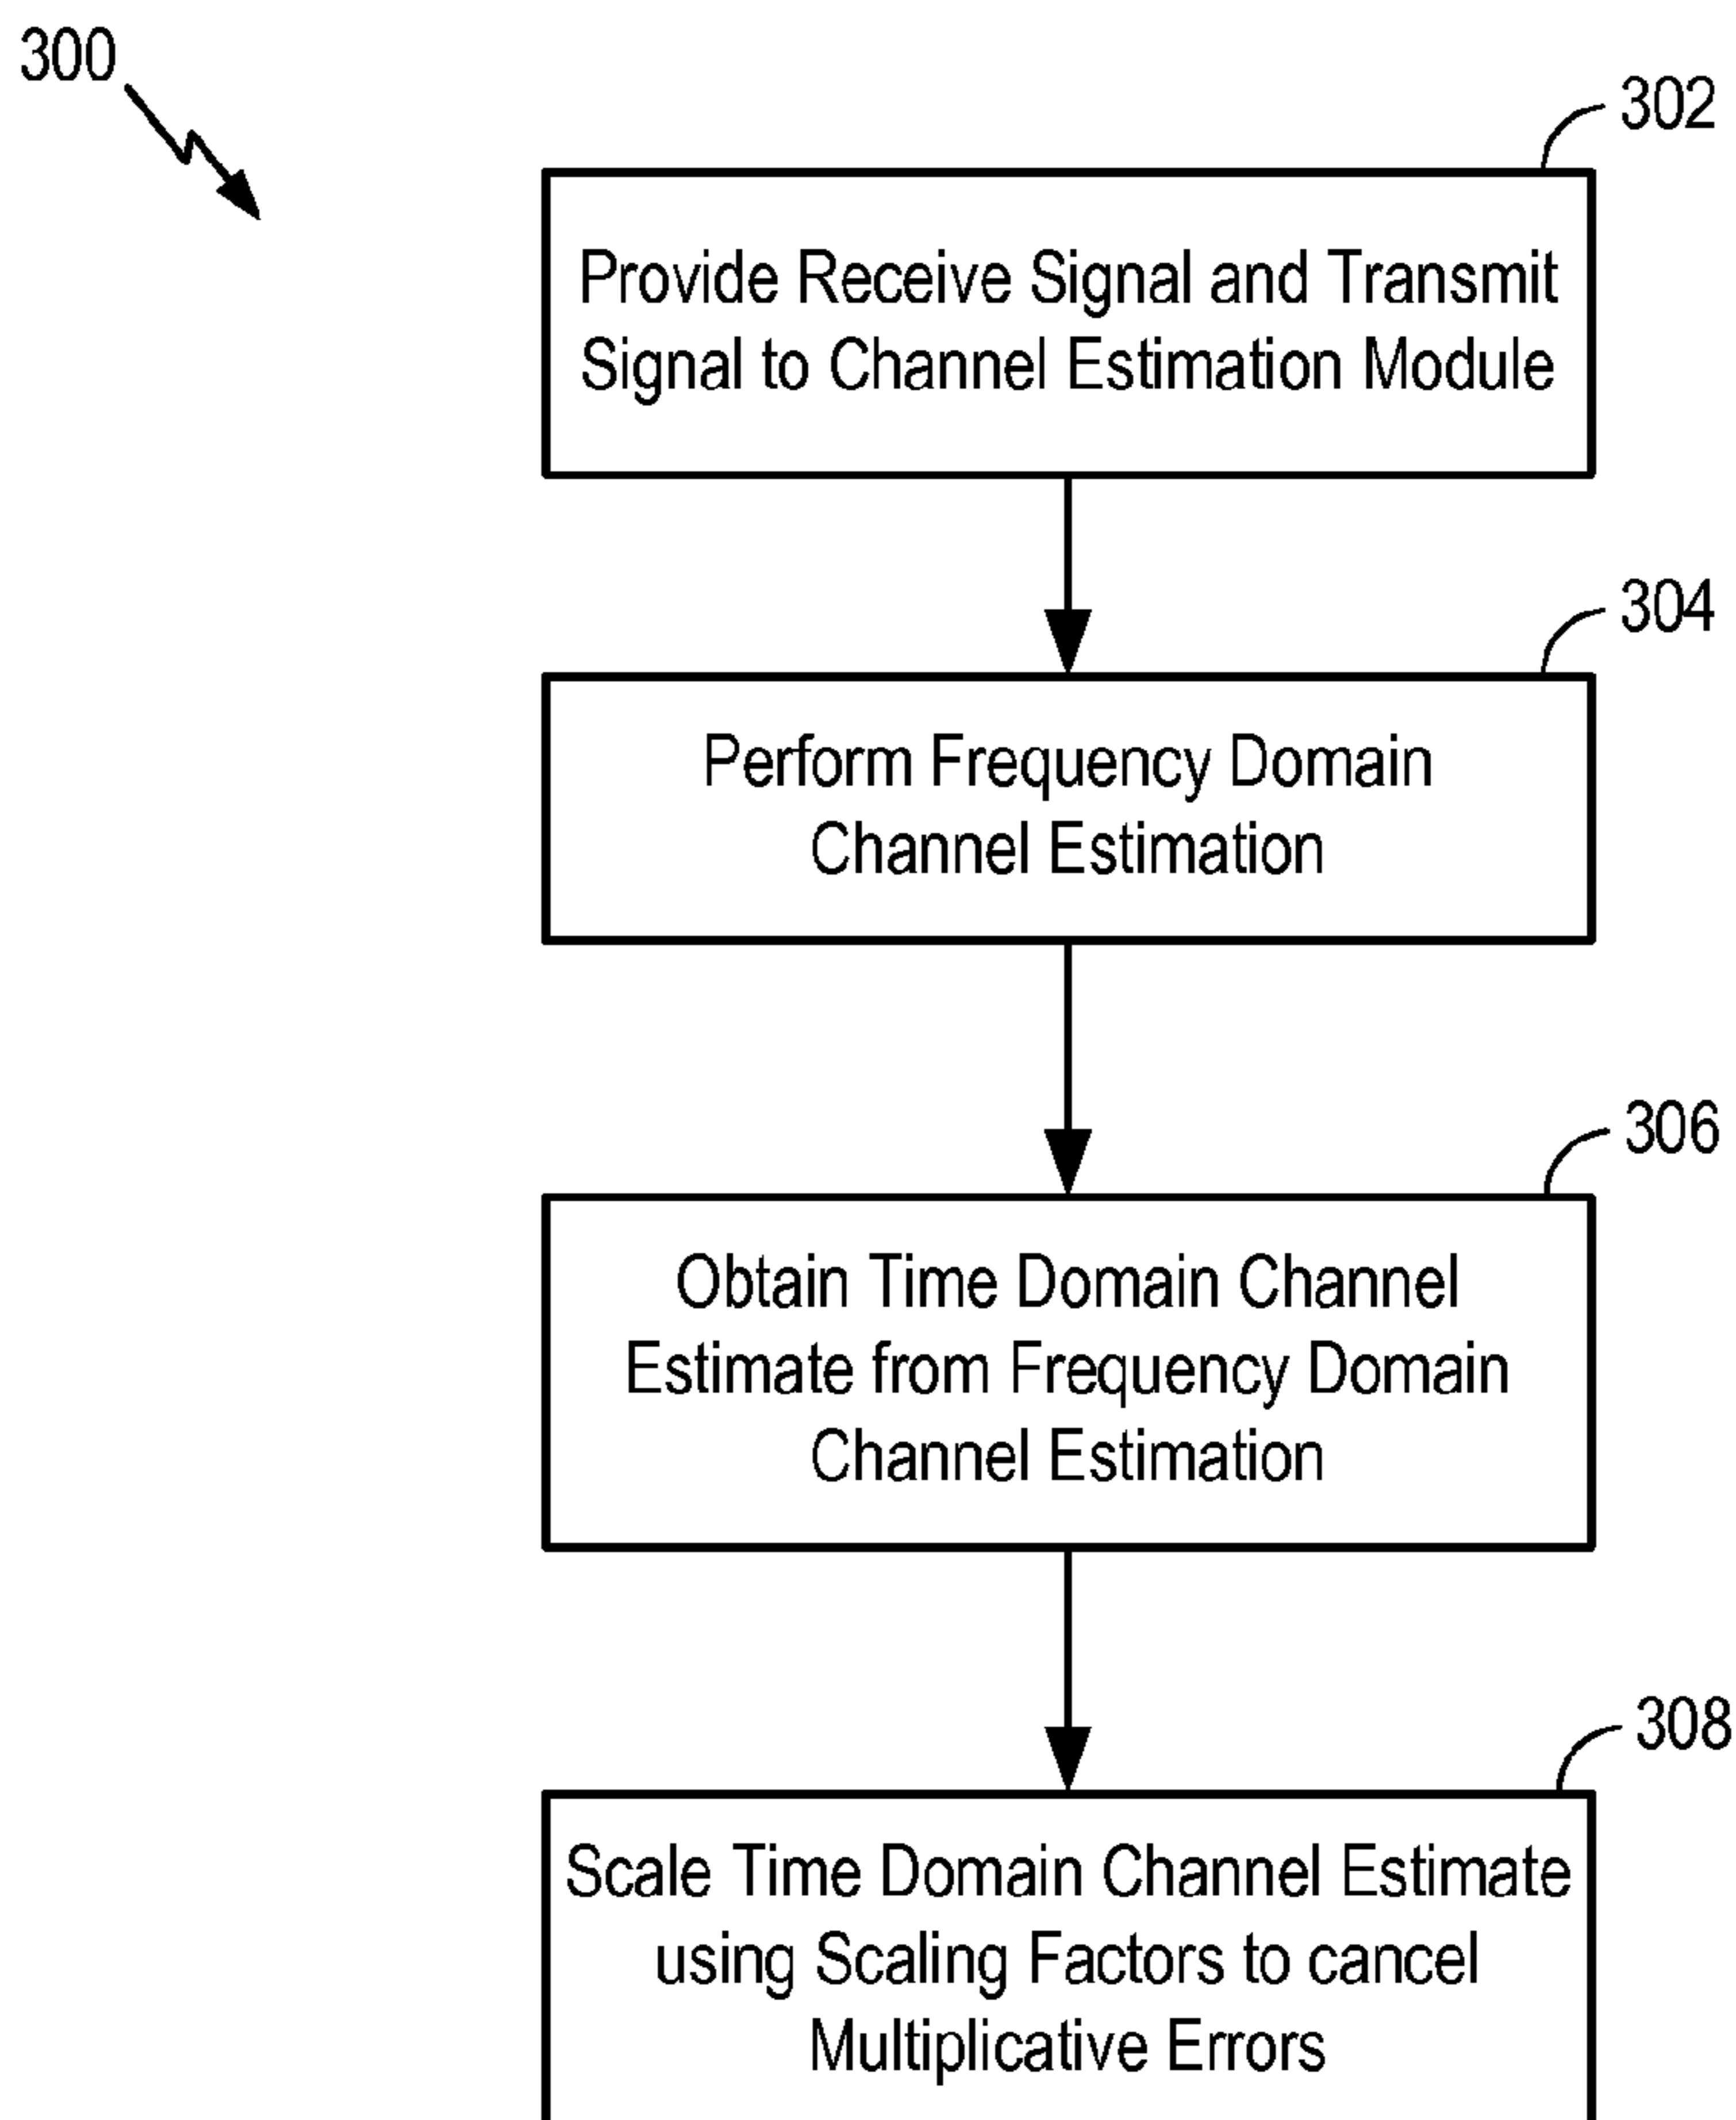 300
302
Provide Receive Signal and Transmit
Signal to Channel Estimation Module
304
Perform Frequency Domain
Channel Estimation
306
Obtain Time Domain Channel
Estimate from Frequency Domain
Channel Estimation
308
Scale Time Domain Channel Estimate
using Scaling Factors to cancel
Multiplicative Errors